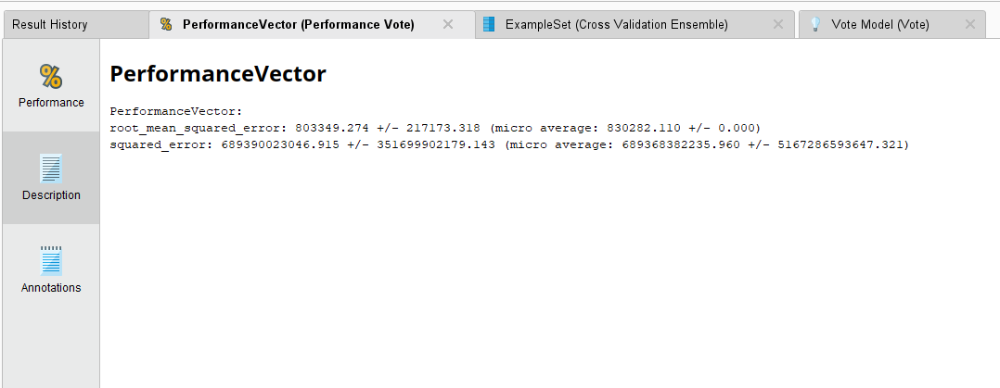 Result History
PerformanceVector (Performance Vote)
ExampleSet (Cross Validation Ensemble)
Vote Model (Vote)
%
Performance
Description
Annotations
PerformanceVector
PerformanceVector:
root_mean_squared_error: 803349.274 +/- 217173.318 (micro average: 830282.110 +/- 0.000)
squared_error: 689390023046.915 +/- 351699902179.143 (micro average: 689368382235.960 +/- 5167286593647.321)